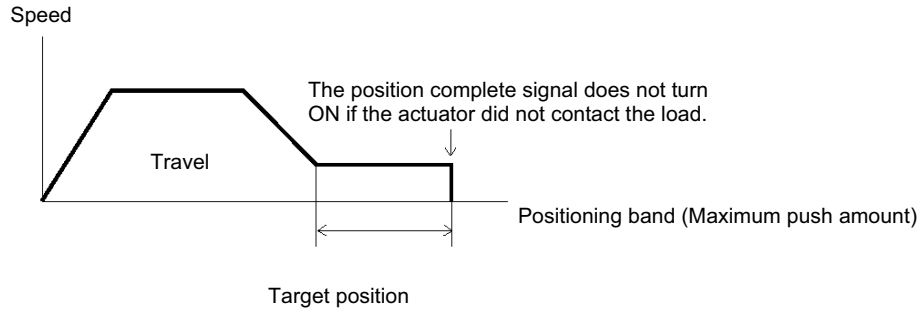 Speed
The position complete signal does not turn
ON if the actuator did not contact the load.
Travel
Positioning band (Maximum push amount)
Target position